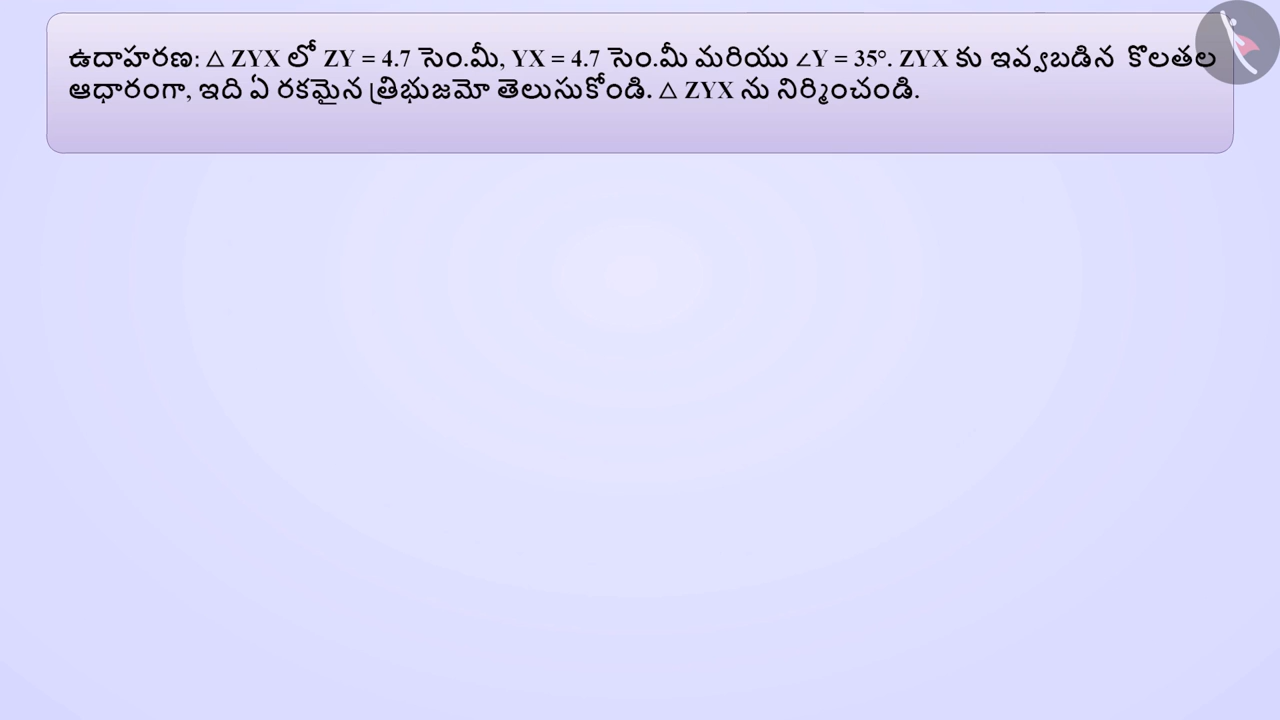 ఉదాహరణ: △ ZYX లో ZY = 4.7 సెం.మీ, YX = 4.7 సెం.మీ మరియు ∠Y = 35°. ZYX కు ఇవ్వబడిన కొలతల
ఆధారంగా, ఇది ఏ రకమైన త్రిభుజమో తెలుసుకోండి. △ ZYX ను నిర్మించండి.